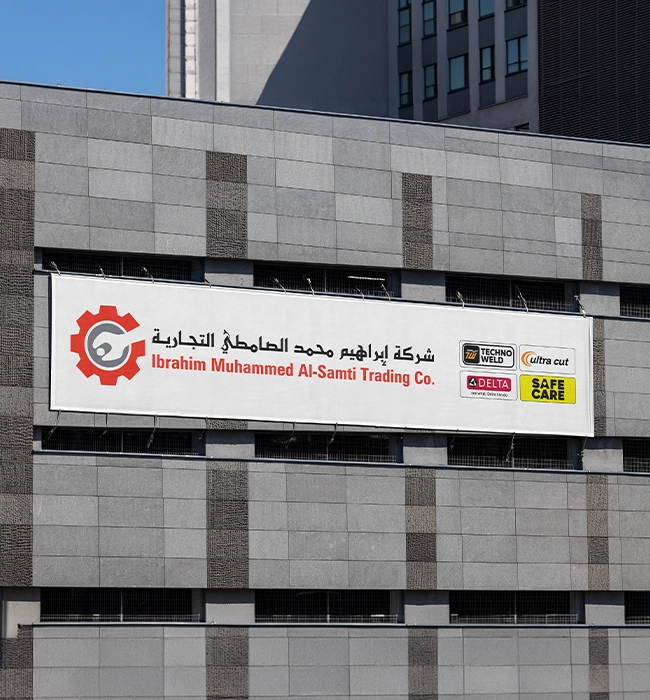 شركة إبراهيم محمد الصامطي التجارية
Ibrahim Muhammed Al-Samti Trading Co.
TECHNO WELD
ultra cut
DELTA
SAFE CARE